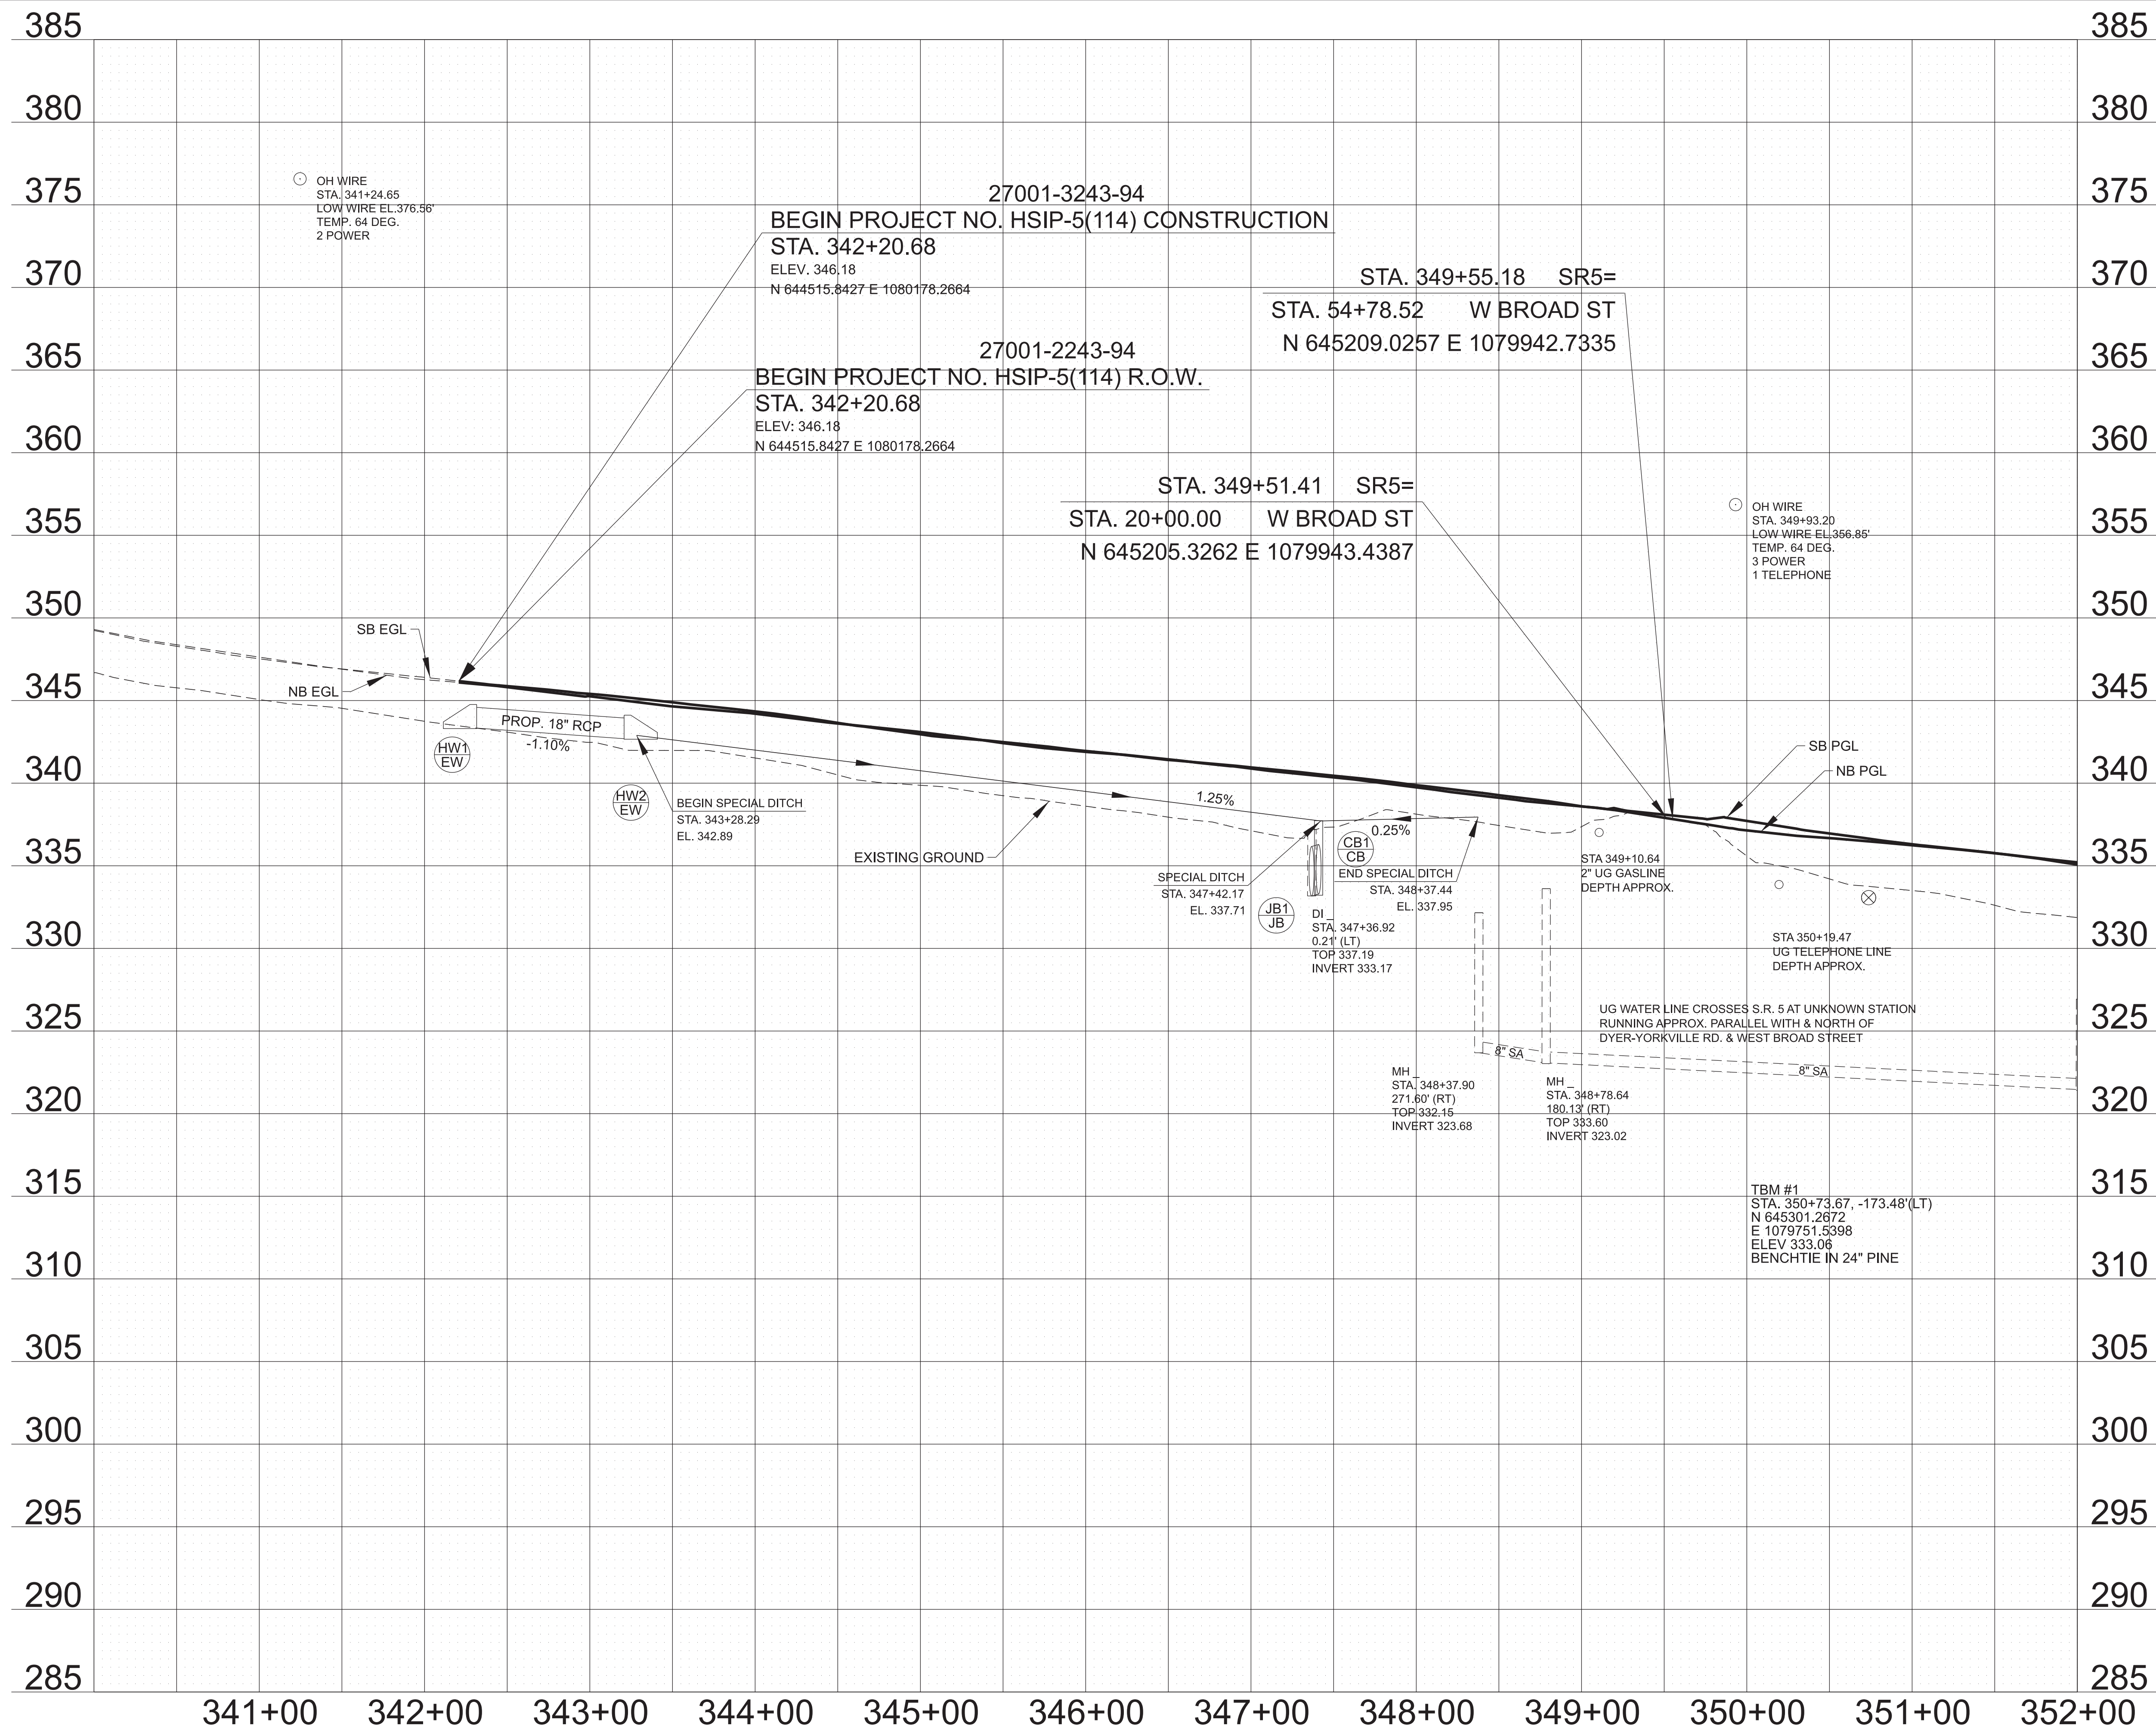 385 385
380 380
375 375
370 370
365 365
360 360
355 355
350 350
345 345
340 340
335 335
330 330
325 325
320 320
315 315
310 310
305 305
300 300
295 295
290 290
285 285
OH WIRE
STA. 341+24.65
LOW WIRE EL.376.56'
TEMP. 64 DEG.
2 POWER
27001-3243-94
BEGIN PROJECT NO. HSIP-5(114) CONSTRUCTION
STA. 342+20.68
ELEV. 346.18
N 644515.8427 E 1080178.2664
27001-2243-94
BEGIN PROJECT NO. HSIP-5(114) R.O.W.
STA. 342+20.68
ELEV: 346.18
N 644515.8427 E 1080178.2664
STA. 349+55.18 SR5=
STA. 54+78.52 W BROAD ST
N 645209.0257 E 1079942.7335
STA. 349+51.41 SR5=
STA. 20+00.00 W BROAD ST
N 645205.3262 E 1079943.4387
OH WIRE
STA. 349+93.20
LOW WIRE EL.356.85'
TEMP. 64 DEG.
3 POWER
1 TELEPHONE
SB EGL
NB EGL
PROP. 18" RCP
-1.10%
HW1
EW
HW2
EW
BEGIN SPECIAL DITCH
STA. 343+28.29
EL. 342.89
EXISTING GROUND
1.25%
SPECIAL DITCH
STA. 347+42.17
EL. 337.71
JB1
JB
CB1
CB
0.25%
END SPECIAL DITCH
STA. 348+37.44
EL. 337.95
DI _
STA. 347+36.92
0.21' (LT)
TOP 337.19
INVERT 333.17
SB PGL
NB PGL
STA 349+10.64
2" UG GASLINE
DEPTH APPROX.
STA 350+19.47
UG TELEPHONE LINE
DEPTH APPROX.
UG WATER LINE CROSSES S.R. 5 AT UNKNOWN STATION
RUNNING APPROX. PARALLEL WITH & NORTH OF
DYER-YORKVILLE RD. & WEST BROAD STREET
8" SA
8" SA
MH _
STA. 348+37.90
271.60' (RT)
TOP 332.15
INVERT 323.68
MH _
STA. 348+78.64
180.13' (RT)
TOP 333.60
INVERT 323.02
TBM #1
STA. 350+73.67, -173.48'(LT)
N 645301.2672
E 1079751.5398
ELEV 333.06
BENCHTIE IN 24" PINE
341+00 342+00 343+00 344+00 345+00 346+00 347+00 348+00 349+00 350+00 351+00 352+00